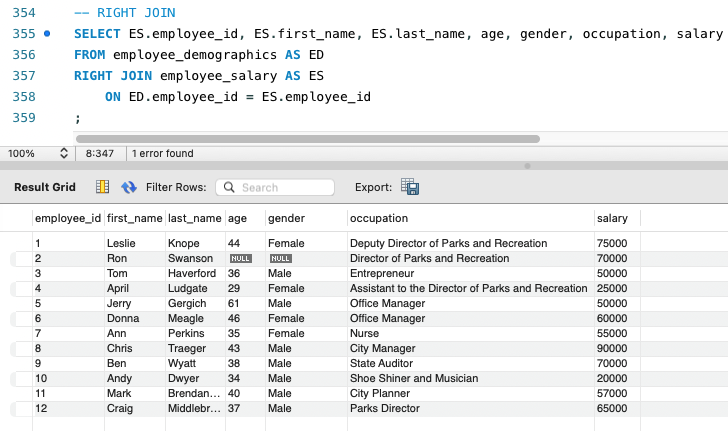 354 -- RIGHT JOIN
355 SELECT ES.employee_id, ES.first_name, ES.last_name, age, gender, occupation, salary
356 FROM employee_demographics AS ED
357 RIGHT JOIN employee_salary AS ES
358 ON ED.employee_id = ES.employee_id
359 ;
100% 8:347 1 error found
Result Grid Filter Rows: Search Export:
employee_id first_name last_name age gender occupation salary
1 Leslie Knope 44 Female Deputy Director of Parks and Recreation 75000
2 Ron Swanson NULL NULL Director of Parks and Recreation 70000
3 Tom Haverford 36 Male Entrepreneur 50000
4 April Ludgate 29 Female Assistant to the Director of Parks and Recreation 25000
5 Jerry Gergich 61 Male Office Manager 50000
6 Donna Meagle 46 Female Office Manager 60000
7 Ann Perkins 35 Female Nurse 55000
8 Chris Traeger 43 Male City Manager 90000
9 Ben Wyatt 38 Male State Auditor 70000
10 Andy Dwyer 34 Male Shoe Shiner and Musician 20000
11 Mark Brendan... 40 Male City Planner 57000
12 Craig Middlebr... 37 Male Parks Director 65000